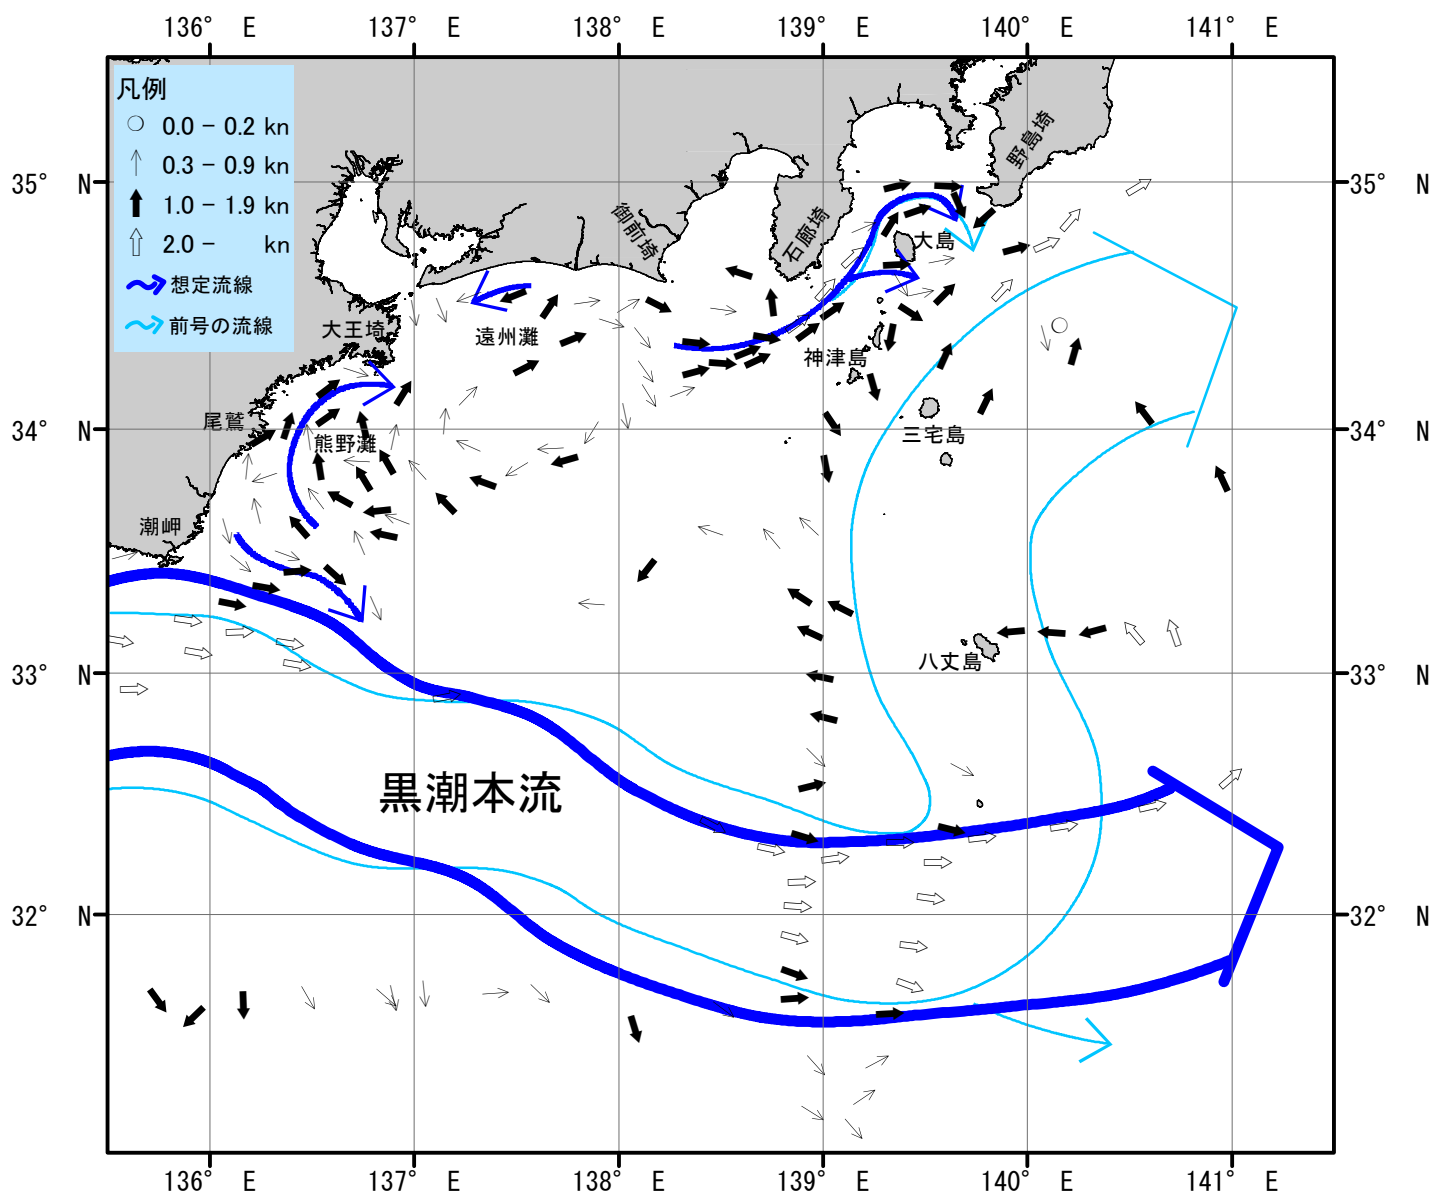 136° E 137° E 138° E 139° E 140° E 141° E
凡例
0.0 - 0.2 kn
0.3 - 0.9 kn
1.0 - 1.9 kn
2.0 - kn
想定流線
前号の流線
35° N
35° N
野島埼
御前埼
石廊埼
大島
大王埼
遠州灘
神津島
尾鷲
熊野灘
三宅島
34° N
34° N
潮岬
八丈島
33° N
33° N
黒潮本流
32° N
32° N
136° E 137° E 138° E 139° E 140° E 141° E